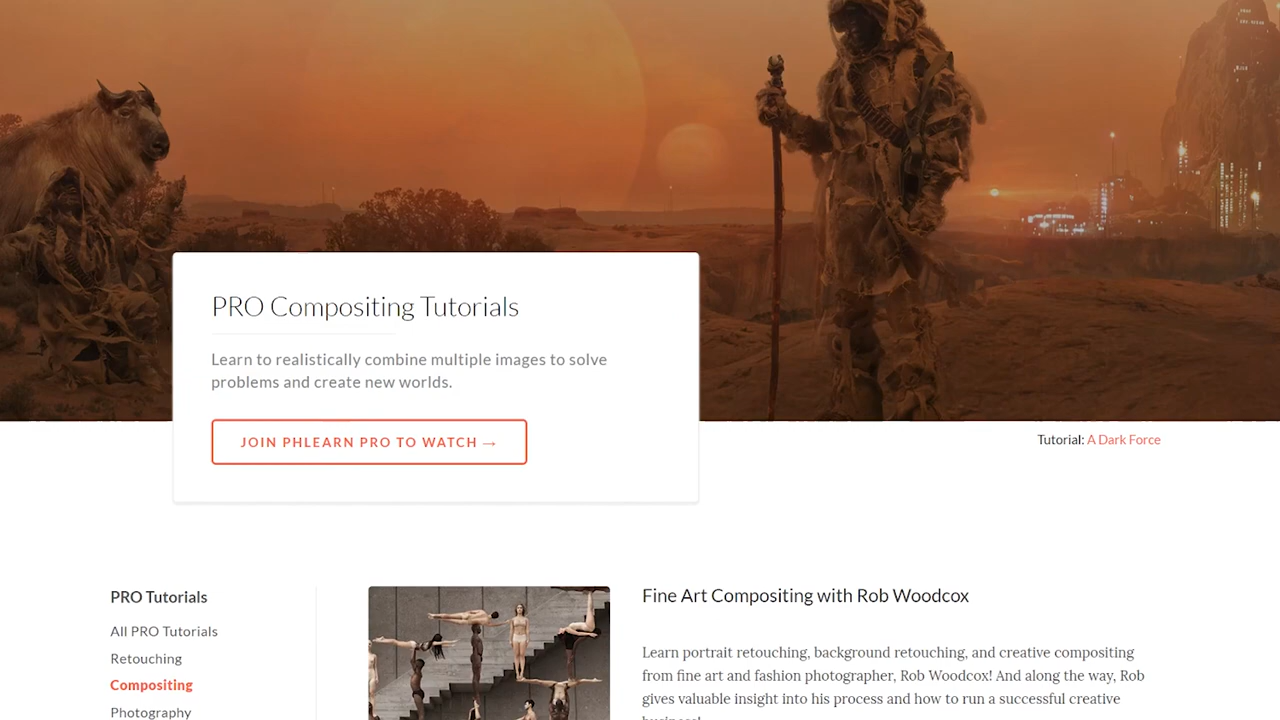 PRO Compositing Tutorials
Learn to realistically combine multiple images to solve
problems and create new worlds.
JOIN PHLEARN PRO TO WATCH →
Tutorial: A Dark Force
PRO Tutorials
All PRO Tutorials
Retouching
Compositing
Photography
Fine Art Compositing with Rob Woodcox
Learn portrait retouching, background retouching, and creative compositing
from fine art and fashion photographer, Rob Woodcox! And along the way, Rob
gives valuable insight into his process and how to run a successful creative